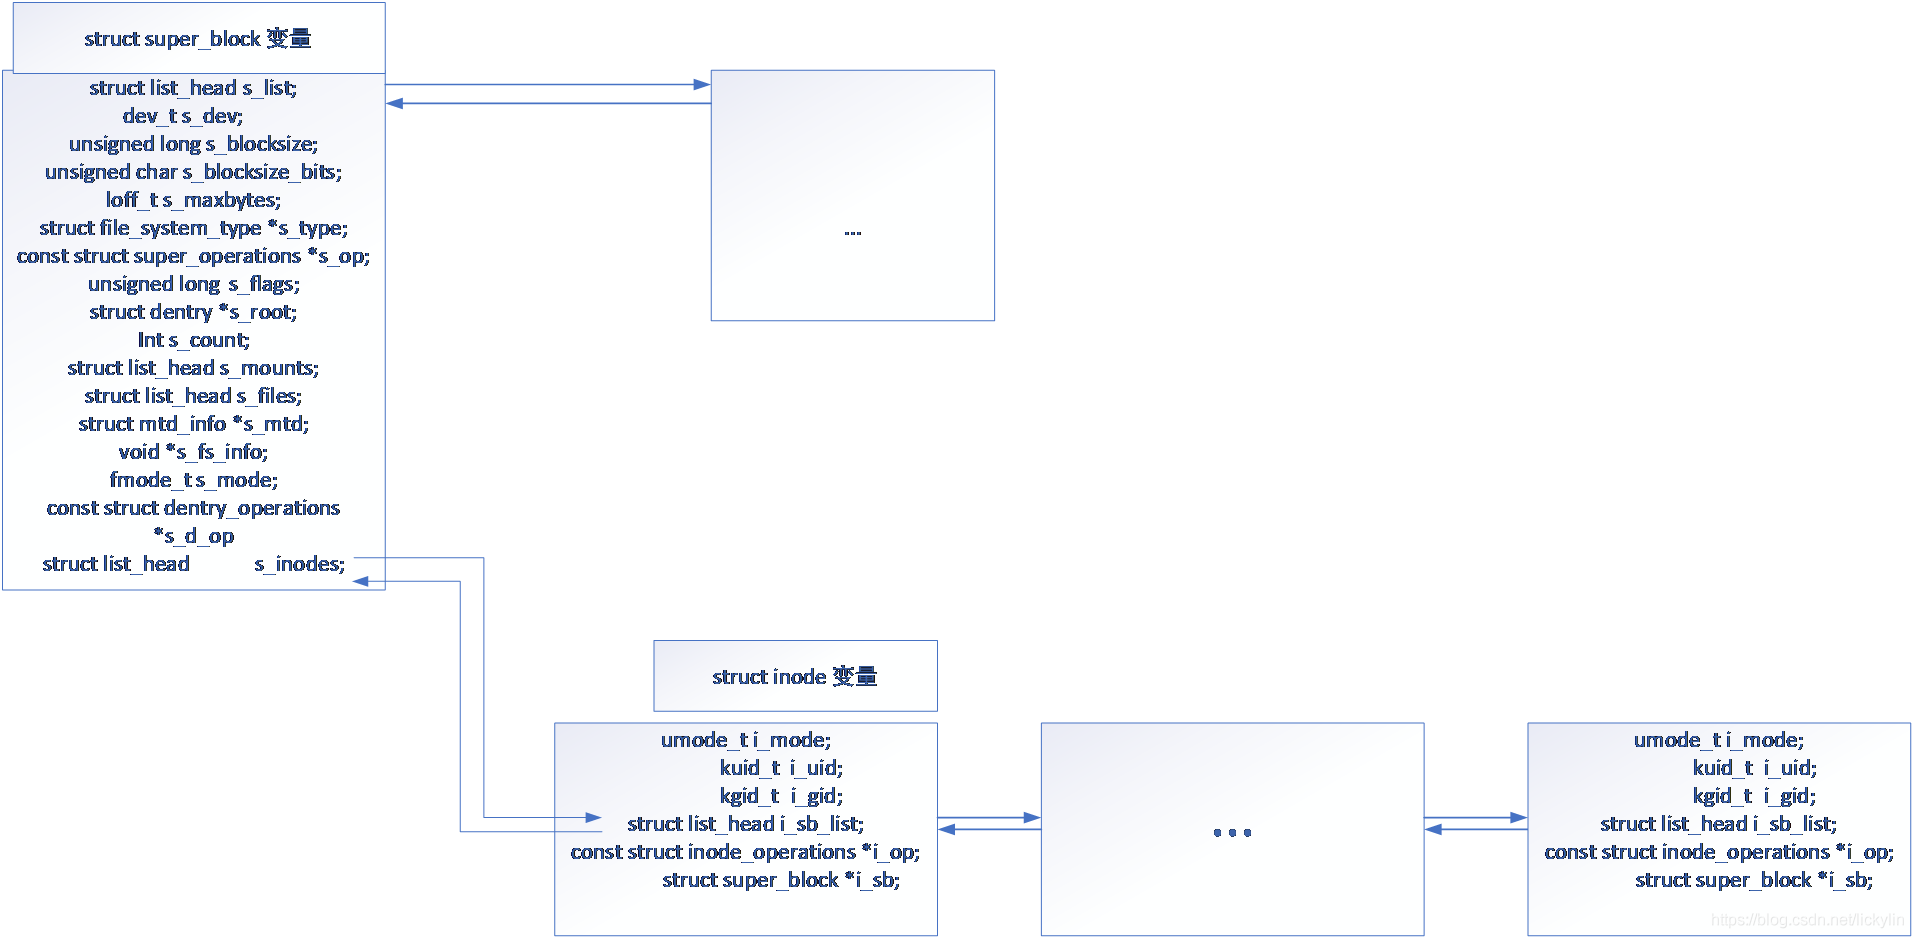 struct super_block 变量
struct list_head s_list;
dev_t s_dev;
unsigned long s_blocksize;
unsigned char s_blocksize_bits;
loff_t s_maxbytes;
struct file_system_type *s_type;
const struct super_operations *s_op;
unsigned long s_flags;
struct dentry *s_root;
Int s_count;
struct list_head s_mounts;
struct list_head s_files;
struct mtd_info *s_mtd;
void *s_fs_info;
fmode_t s_mode;
const struct dentry_operations
*s_d_op
struct list_head s_inodes;
...
struct inode 变量
umode_t i_mode;
kuid_t i_uid;
kgid_t i_gid;
struct list_head i_sb_list;
const struct inode_operations *i_op;
struct super_block *i_sb;
...
umode_t i_mode;
kuid_t i_uid;
kgid_t i_gid;
struct list_head i_sb_list;
const struct inode_operations *i_op;
struct super_block *i_sb;
https://blog.csdn.net/lickylin